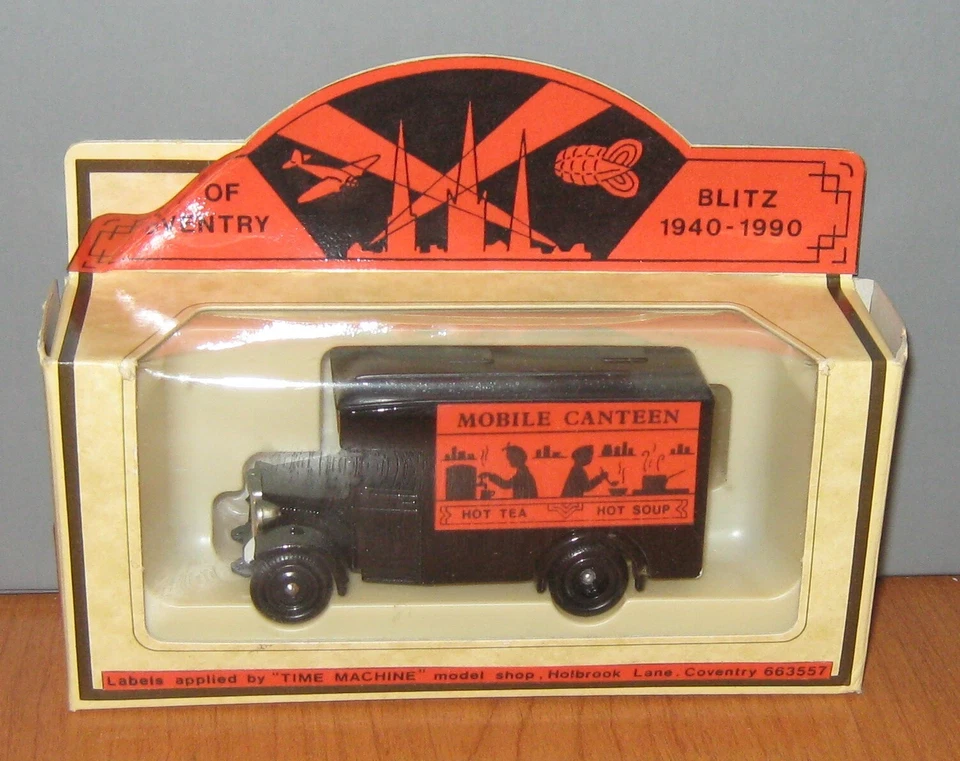 OF
COVENTRY
BLITZ
1940-1990
MOBILE CANTEEN
HOT TEA
HOT SOUP
Labels applied by "TIME MACHINE" model shop, Holbrook Lane. Coventry 663557